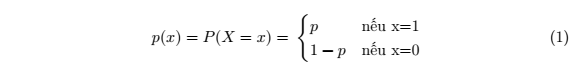 p(x) = P(X = x) = { p nếu x=1 (1)
1 − p nếu x=0